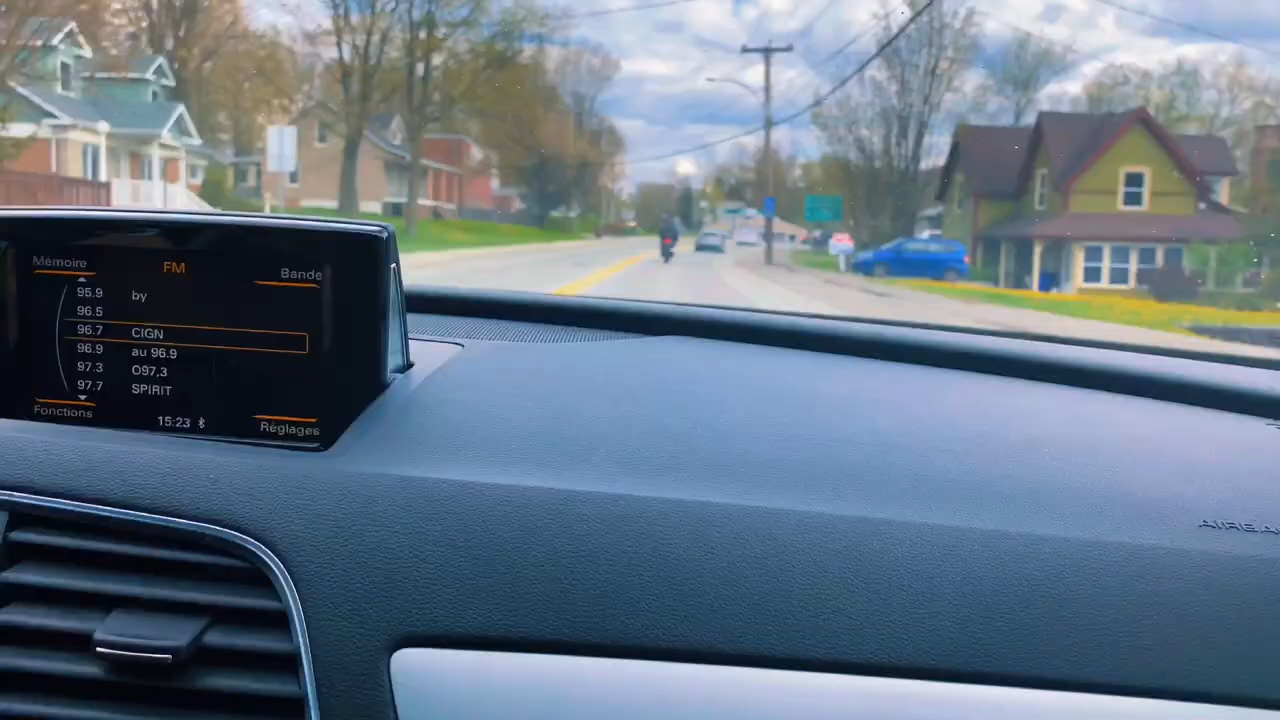 Mémoire
FM
Bande
95.9 by
96.5
96.7 CIGN
96.9 au 96.9
97.3 O97,3
97.7 SPIRIT
Fonctions
15:23
Réglages